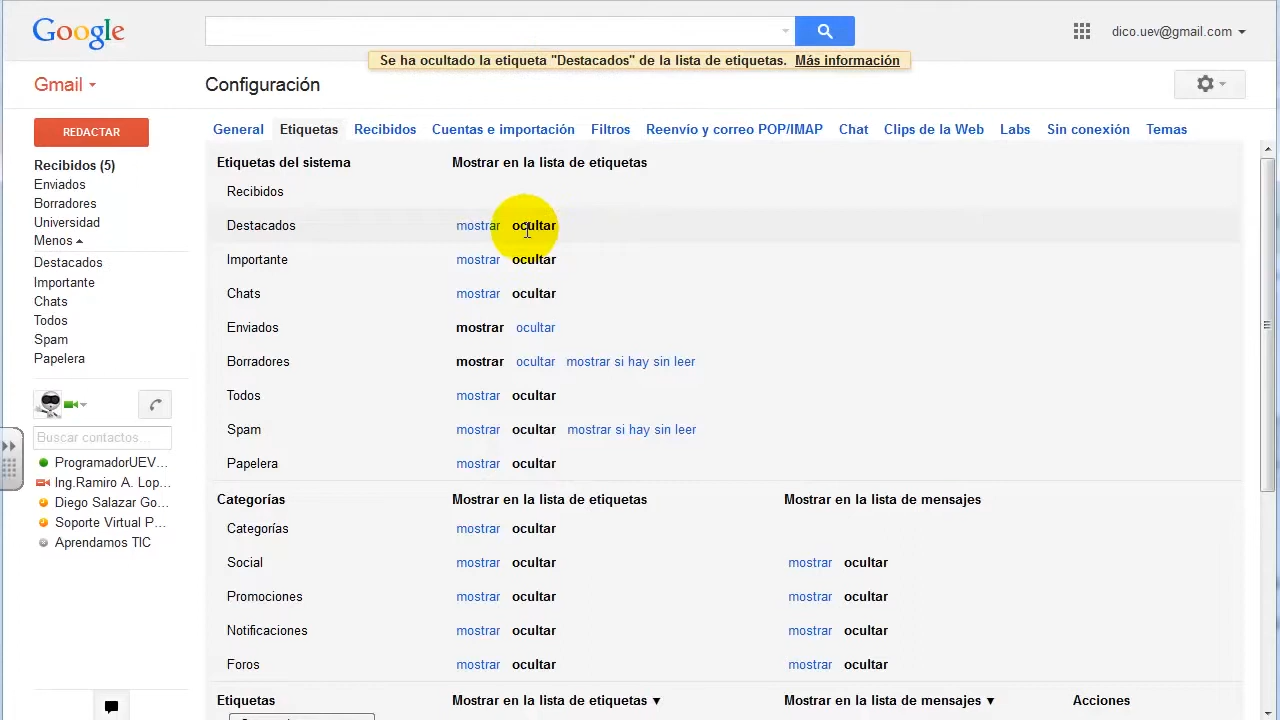 Google
dico.uev@gmail.com
Se ha ocultado la etiqueta "Destacados" de la lista de etiquetas. Más información
Gmail
Configuración
REDACTAR
Recibidos (5)
Enviados
Borradores
Universidad
Menos
Destacados
Importante
Chats
Todos
Spam
Papelera
Buscar contactos...
ProgramadorUEV...
Ing.Ramiro A. Lop...
Diego Salazar Go...
Soporte Virtual P...
Aprendamos TIC
General Etiquetas Recibidos Cuentas e importación Filtros Reenvío y correo POP/IMAP Chat Clips de la Web Labs Sin conexión Temas
Etiquetas del sistema Mostrar en la lista de etiquetas
Recibidos
Destacados mostrar ocultar
Importante mostrar ocultar
Chats mostrar ocultar
Enviados mostrar ocultar
Borradores mostrar ocultar mostrar si hay sin leer
Todos mostrar ocultar
Spam mostrar ocultar mostrar si hay sin leer
Papelera mostrar ocultar
Categorías Mostrar en la lista de etiquetas Mostrar en la lista de mensajes
Categorías mostrar ocultar
Social mostrar ocultar mostrar ocultar
Promociones mostrar ocultar mostrar ocultar
Notificaciones mostrar ocultar mostrar ocultar
Foros mostrar ocultar mostrar ocultar
Etiquetas Mostrar en la lista de etiquetas ▼ Mostrar en la lista de mensajes ▼ Acciones